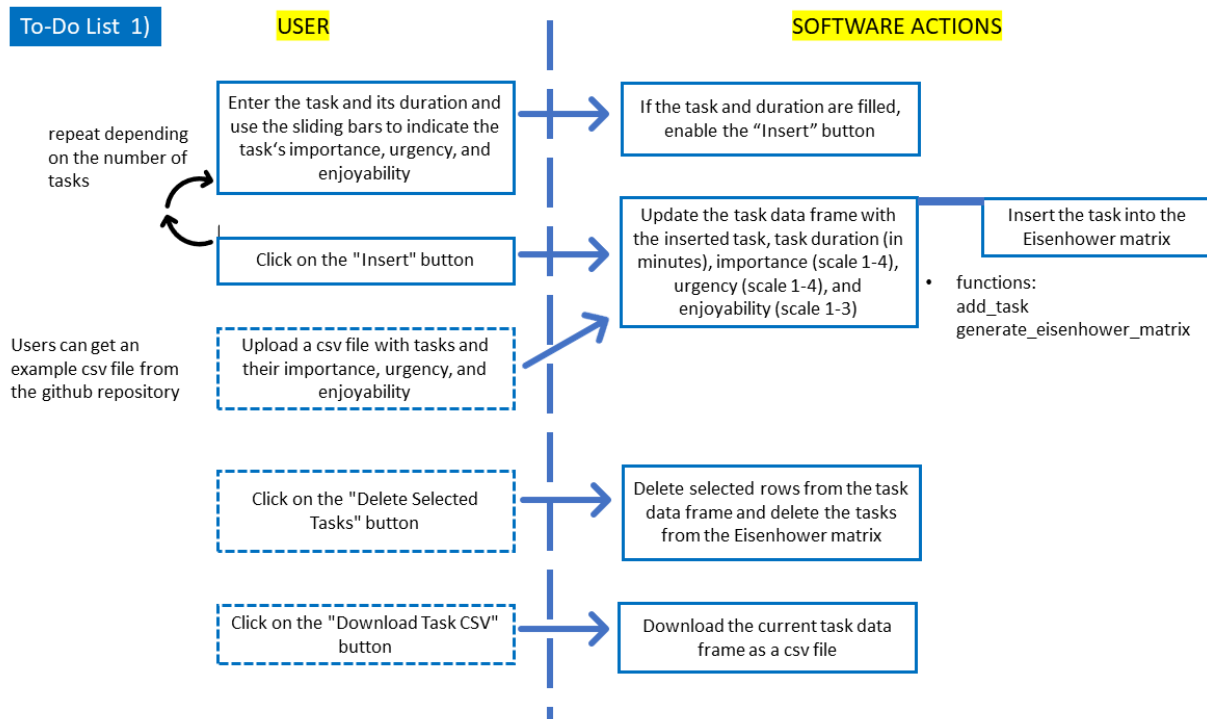 To-Do List 1)
USER
SOFTWARE ACTIONS
repeat depending
on the number of
tasks
Enter the task and its duration and
use the sliding bars to indicate the
task‘s importance, urgency, and
enjoyability
If the task and duration are filled,
enable the “Insert” button
Click on the "Insert" button
Update the task data frame with
the inserted task, task duration (in
minutes), importance (scale 1-4),
urgency (scale 1-4), and
enjoyability (scale 1-3)
Insert the task into the
Eisenhower matrix
• functions:
add_task
generate_eisenhower_matrix
Users can get an
example csv file from
the github repository
Upload a csv file with tasks and
their importance, urgency, and
enjoyability
Click on the "Delete Selected
Tasks" button
Delete selected rows from the task
data frame and delete the tasks
from the Eisenhower matrix
Click on the "Download Task CSV"
button
Download the current task data
frame as a csv file